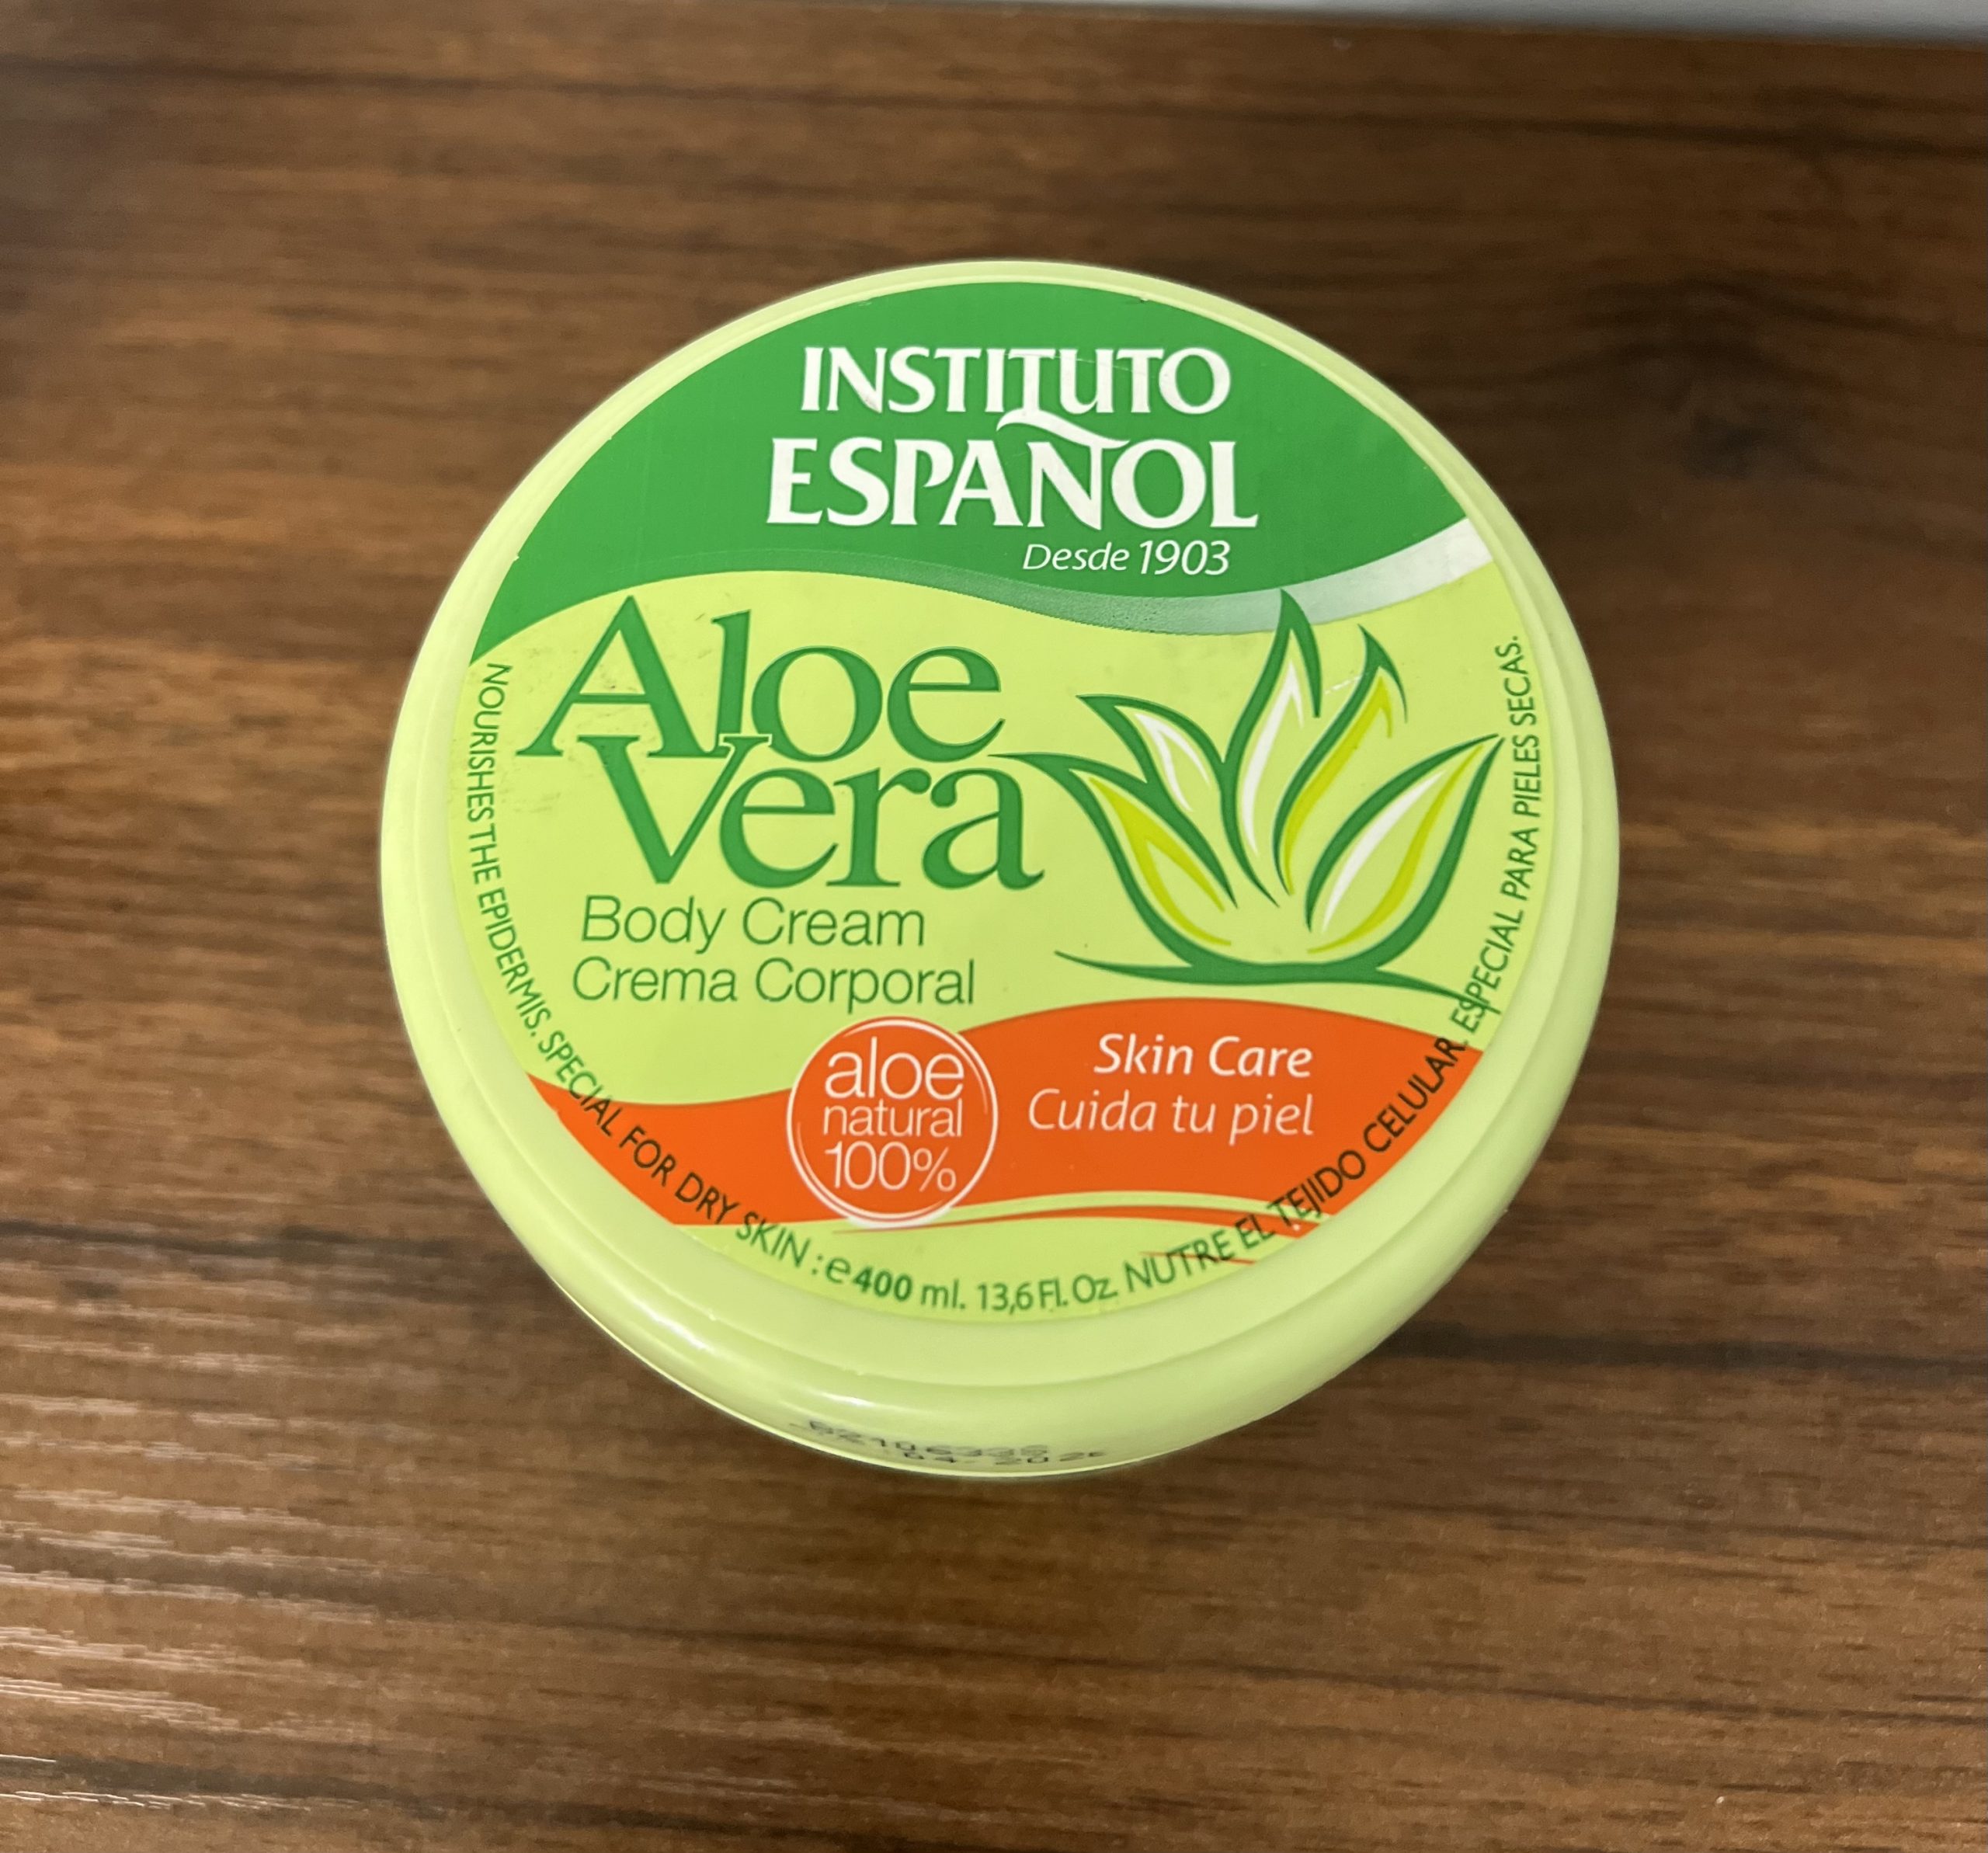 INSTITUTO
ESPAÑOL
Desde 1903
Aloe
Vera
Body Cream
Crema Corporal
aloe
natural
100%
Skin Care
Cuida tu piel
NOURISHES THE EPIDERMIS. SPECIAL FOR DRY SKIN : e 400 ml. 13,6 Fl. Oz. NUTRE EL TEJIDO CELULAR. ESPECIAL PARA PIELES SECAS.